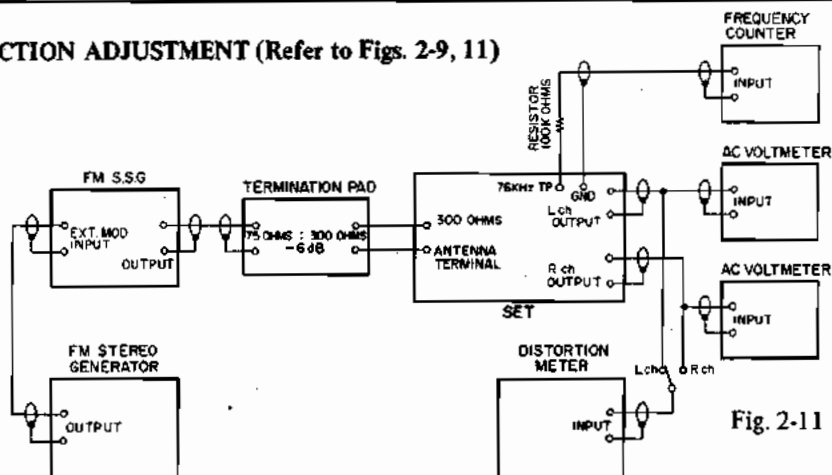 CTION ADJUSTMENT (Refer to Figs. 2-9, 11)
FREQUENCY
COUNTER
INPUT
RESISTOR
100K OHMS
AC VOLTMETER
INPUT
FM S.S.G
EXT. MOD
INPUT
OUTPUT
TERMINATION PAD
75 OHMS : 300 OHMS
-6dB
76KHz TP
GND
300 OHMS
L ch
OUTPUT
ANTENNA
TERMINAL
R ch
OUTPUT
SET
AC VOLTMETER
INPUT
FM STEREO
GENERATOR
OUTPUT
DISTORTION
METER
INPUT
L ch
R ch
Fig. 2-11